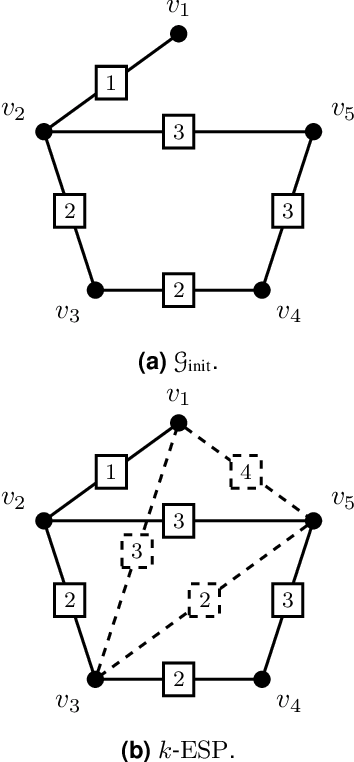 v₁
1
v₂
3
v₅
2
3
2
v₃
v₄
(a) 𝒢init.
v₁
1
4
v₂
3
v₅
3
2
2
3
v₃
2
v₄
(b) k-ESP.